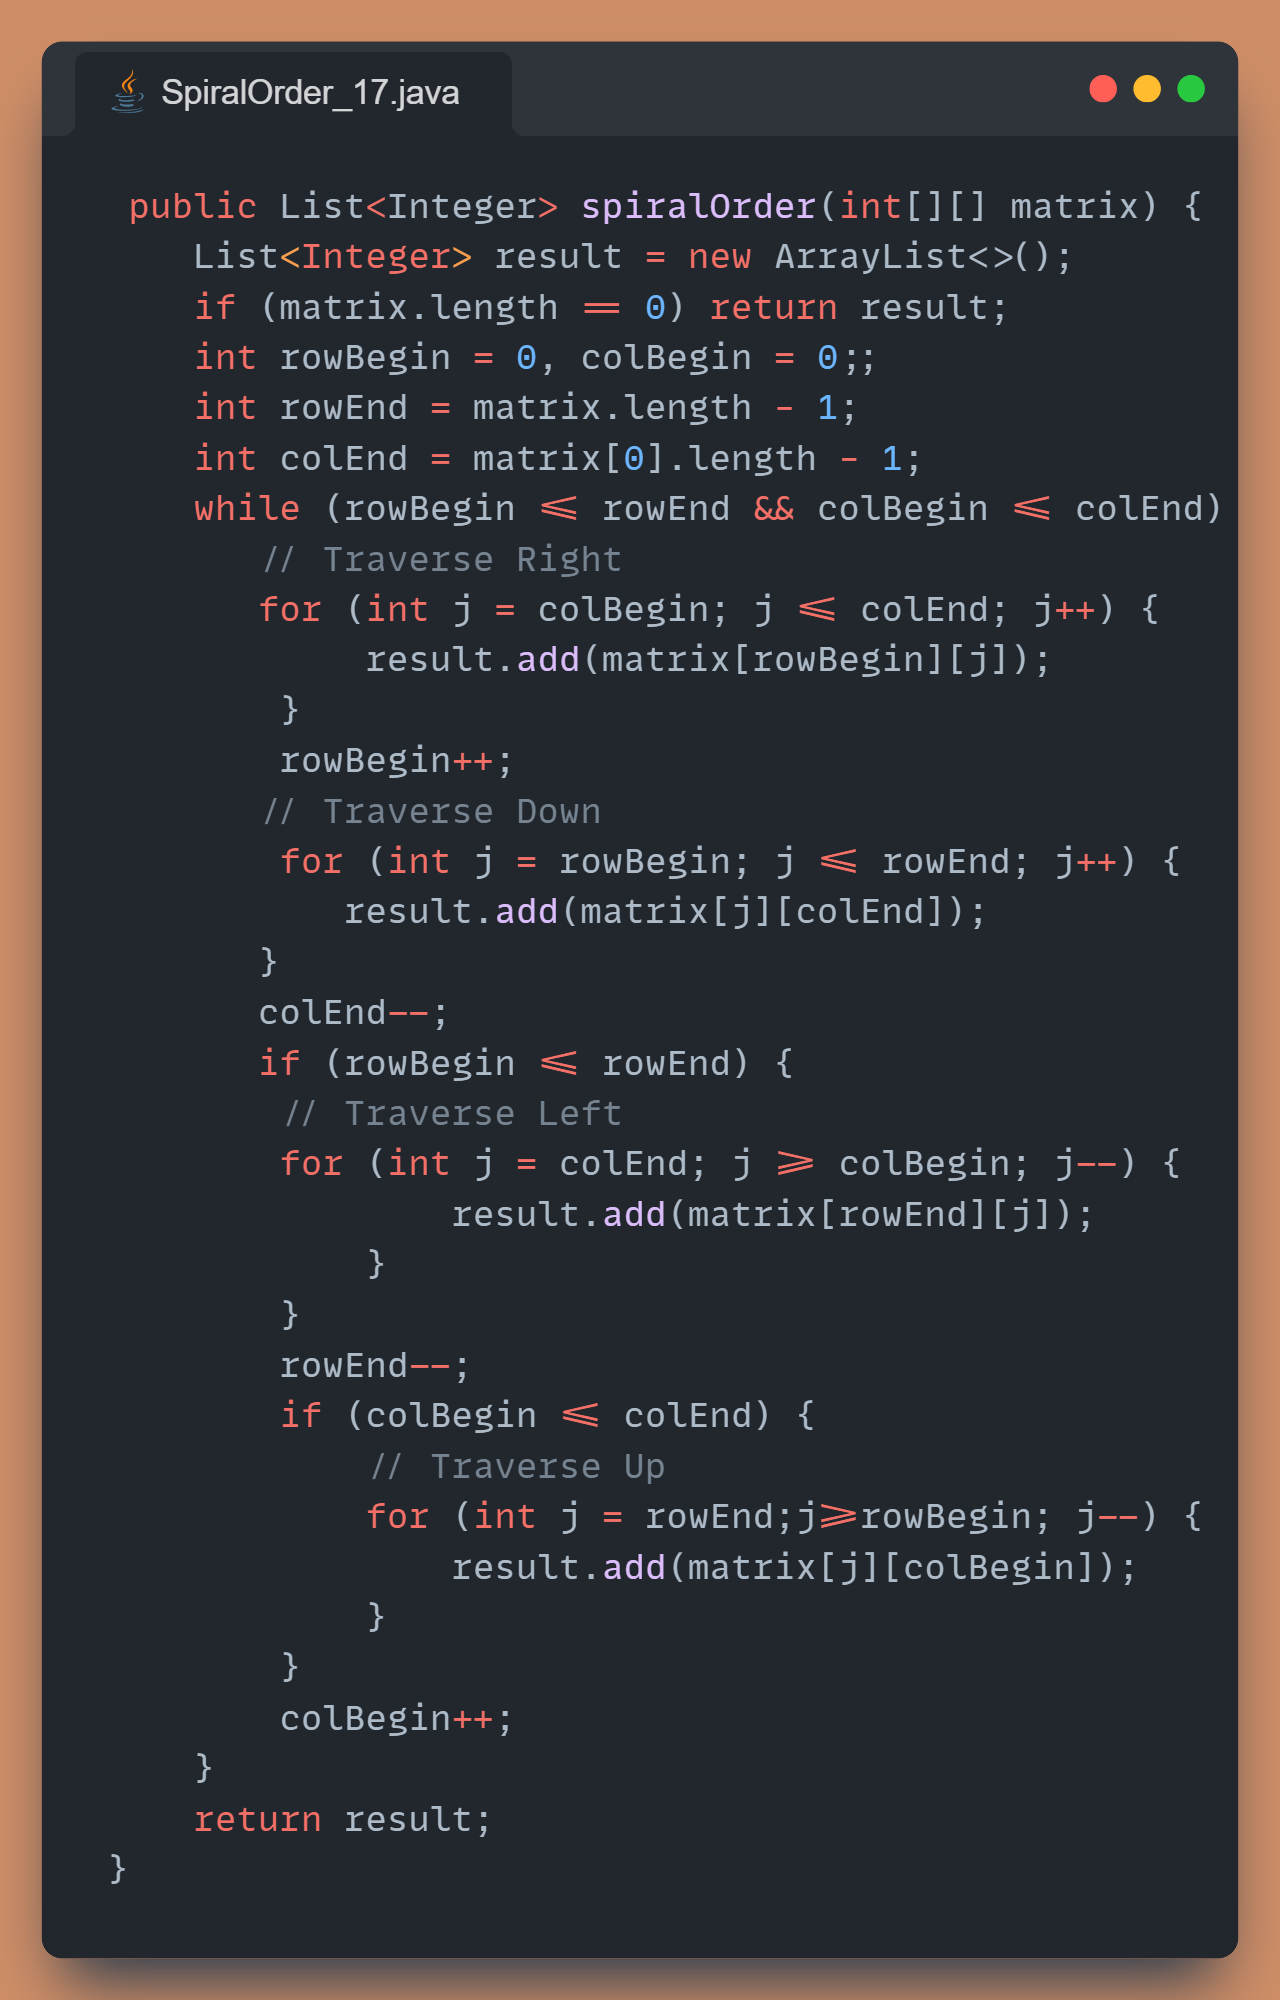 SpiralOrder_17.java
public List<Integer> spiralOrder(int[][] matrix) {
List<Integer> result = new ArrayList<>();
if (matrix.length == 0) return result;
int rowBegin = 0, colBegin = 0;;
int rowEnd = matrix.length - 1;
int colEnd = matrix[0].length - 1;
while (rowBegin <= rowEnd && colBegin <= colEnd)
// Traverse Right
for (int j = colBegin; j <= colEnd; j++) {
result.add(matrix[rowBegin][j]);
}
rowBegin++;
// Traverse Down
for (int j = rowBegin; j <= rowEnd; j++) {
result.add(matrix[j][colEnd]);
}
colEnd--;
if (rowBegin <= rowEnd) {
// Traverse Left
for (int j = colEnd; j >= colBegin; j--) {
result.add(matrix[rowEnd][j]);
}
}
rowEnd--;
if (colBegin <= colEnd) {
// Traverse Up
for (int j = rowEnd;j>=rowBegin; j--) {
result.add(matrix[j][colBegin]);
}
}
colBegin++;
}
return result;
}